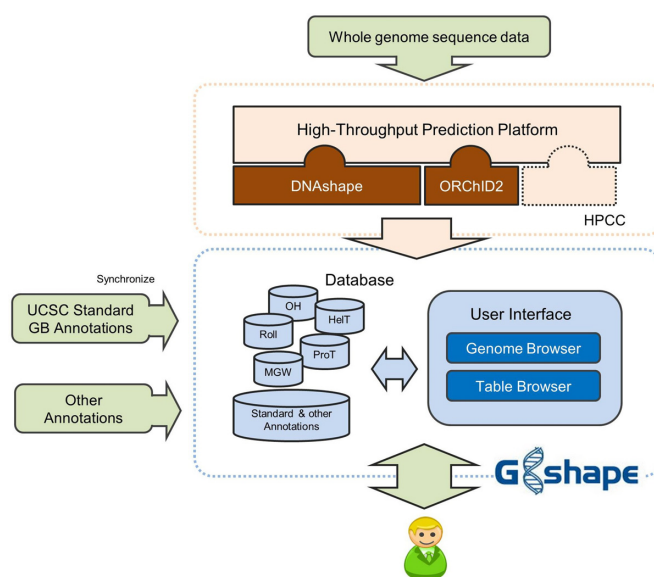 Whole genome sequence data
High-Throughput Prediction Platform
DNAshape
ORChID2
HPCC
Synchronize
Database
UCSC Standard
GB Annotations
OH
HelT
Roll
ProT
MGW
User Interface
Genome Browser
Table Browser
Other
Annotations
Standard & other
Annotations
G shape